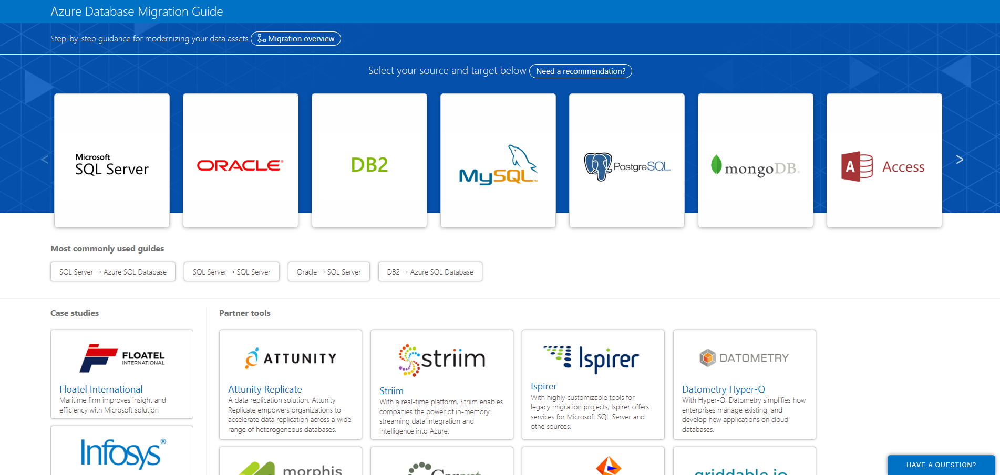 Azure Database Migration Guide
Step-by-step guidance for modernizing your data assets Migration overview
Select your source and target below Need a recommendation?
Microsoft
SQL Server
ORACLE®
DB2
MySQL™
PostgreSQL
mongoDB®
A Access
< >
Most commonly used guides
SQL Server → Azure SQL Database
SQL Server → SQL Server
Oracle → SQL Server
DB2 → Azure SQL Database
Case studies
FLOATEL
INTERNATIONAL
Floatel International
Maritime firm improves insight and
efficiency with Microsoft solution
Infosys®
Partner tools
ATTUNITY
Attunity Replicate
A data replication solution, Attunity
Replicate empowers organizations to
accelerate data replication across a wide
range of heterogeneous databases.
striim
Striim
With a real-time platform, Striim enables
companies the power of in-memory
streaming data integration and
intelligence into Azure.
Ispirer
Ispirer
With highly customizable tools for
legacy migration projects, Ispirer offers
services for Microsoft SQL Server and
othe sources.
DATOMETRY
Datometry Hyper-Q
With Hyper-Q, Datometry simplifies how
enterprises manage existing, and
develop new applications on cloud
databases.
morphis
griddable.io
HAVE A QUESTION?